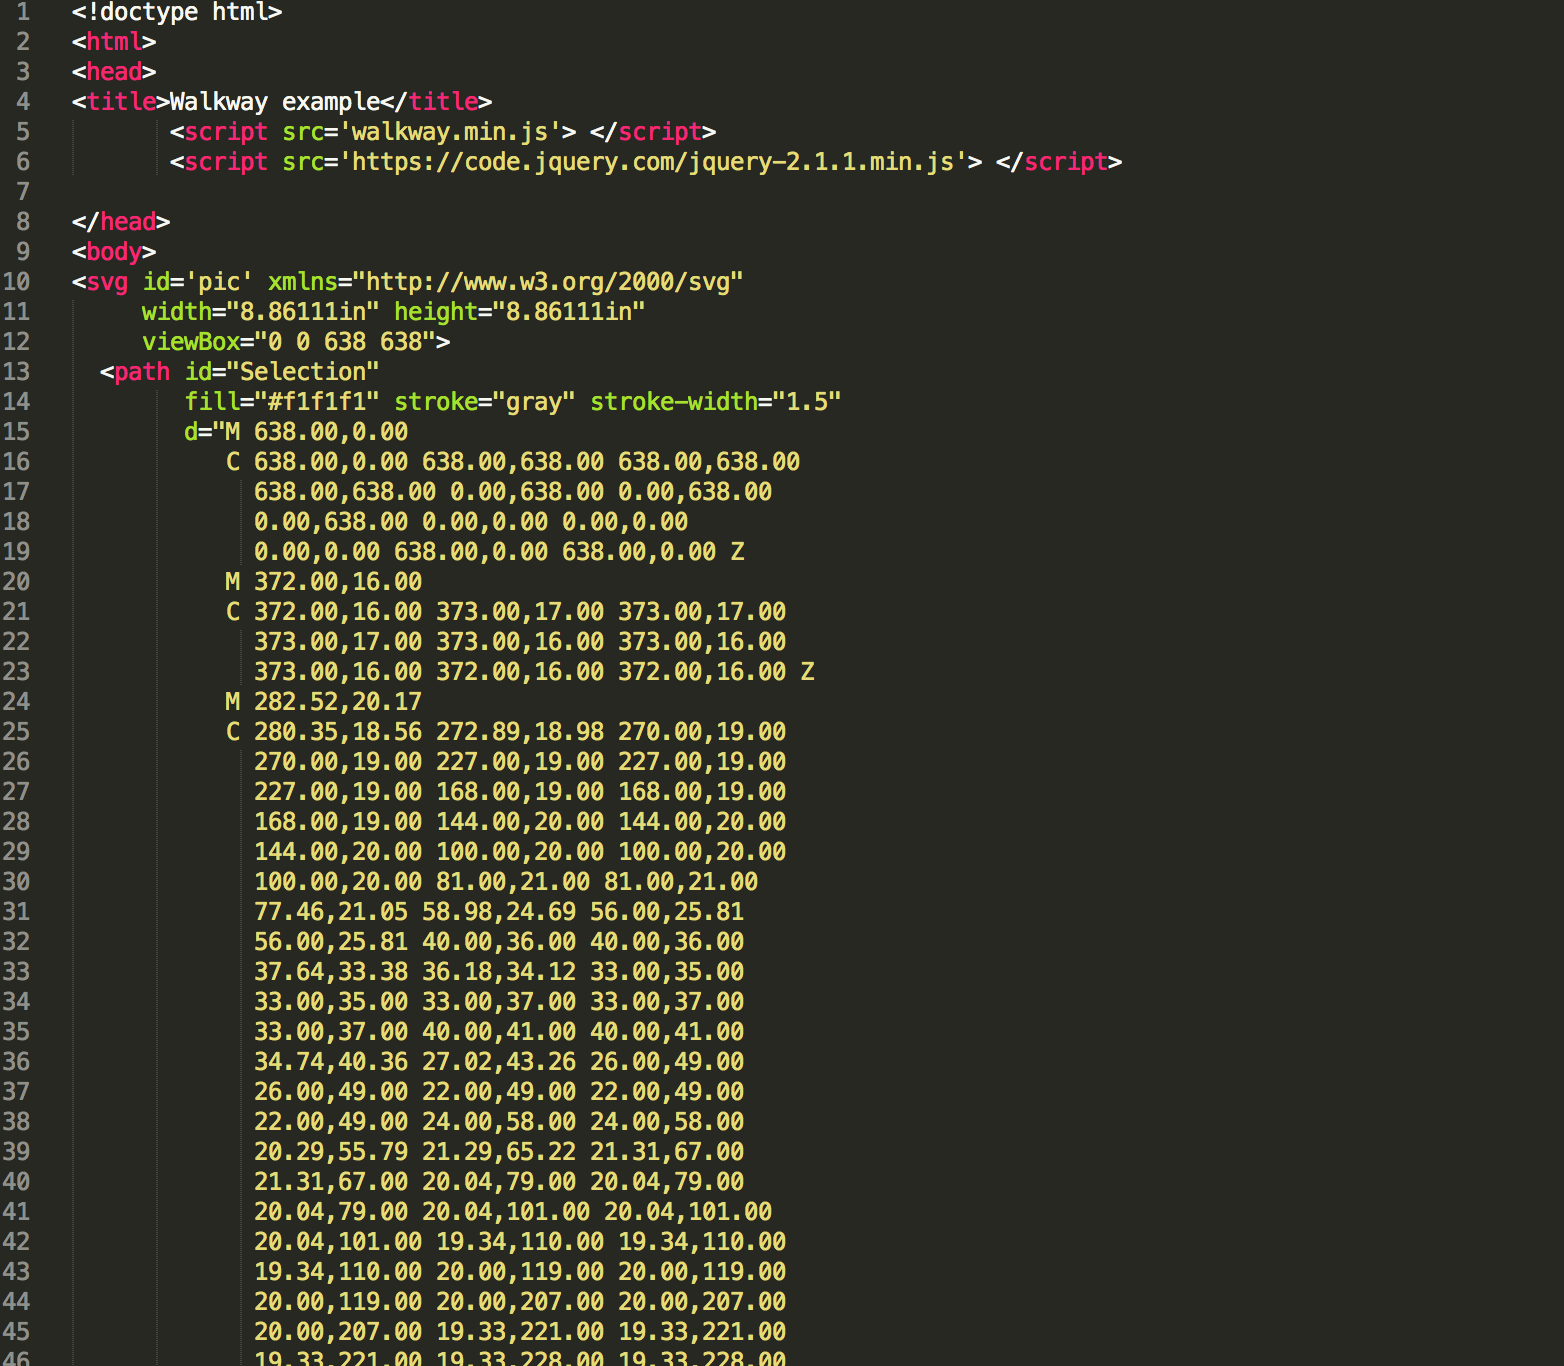 1 <!doctype html>
2 <html>
3 <head>
4 <title>Walkway example</title>
5 <script src='walkway.min.js'> </script>
6 <script src='https://code.jquery.com/jquery-2.1.1.min.js'> </script>
7
8 </head>
9 <body>
10 <svg id='pic' xmlns="http://www.w3.org/2000/svg"
11 width="8.86111in" height="8.86111in"
12 viewBox="0 0 638 638">
13 <path id="Selection"
14 fill="#f1f1f1" stroke="gray" stroke-width="1.5"
15 d="M 638.00,0.00
16 C 638.00,0.00 638.00,638.00 638.00,638.00
17 638.00,638.00 0.00,638.00 0.00,638.00
18 0.00,638.00 0.00,0.00 0.00,0.00
19 0.00,0.00 638.00,0.00 638.00,0.00 Z
20 M 372.00,16.00
21 C 372.00,16.00 373.00,17.00 373.00,17.00
22 373.00,17.00 373.00,16.00 373.00,16.00
23 373.00,16.00 372.00,16.00 372.00,16.00 Z
24 M 282.52,20.17
25 C 280.35,18.56 272.89,18.98 270.00,19.00
26 270.00,19.00 227.00,19.00 227.00,19.00
27 227.00,19.00 168.00,19.00 168.00,19.00
28 168.00,19.00 144.00,20.00 144.00,20.00
29 144.00,20.00 100.00,20.00 100.00,20.00
30 100.00,20.00 81.00,21.00 81.00,21.00
31 77.46,21.05 58.98,24.69 56.00,25.81
32 56.00,25.81 40.00,36.00 40.00,36.00
33 37.64,33.38 36.18,34.12 33.00,35.00
34 33.00,35.00 33.00,37.00 33.00,37.00
35 33.00,37.00 40.00,41.00 40.00,41.00
36 34.74,40.36 27.02,43.26 26.00,49.00
37 26.00,49.00 22.00,49.00 22.00,49.00
38 22.00,49.00 24.00,58.00 24.00,58.00
39 20.29,55.79 21.29,65.22 21.31,67.00
40 21.31,67.00 20.04,79.00 20.04,79.00
41 20.04,79.00 20.04,101.00 20.04,101.00
42 20.04,101.00 19.34,110.00 19.34,110.00
43 19.34,110.00 20.00,119.00 20.00,119.00
44 20.00,119.00 20.00,207.00 20.00,207.00
45 20.00,207.00 19.33,221.00 19.33,221.00
46 19.33,221.00 19.33,228.00 19.33,228.00